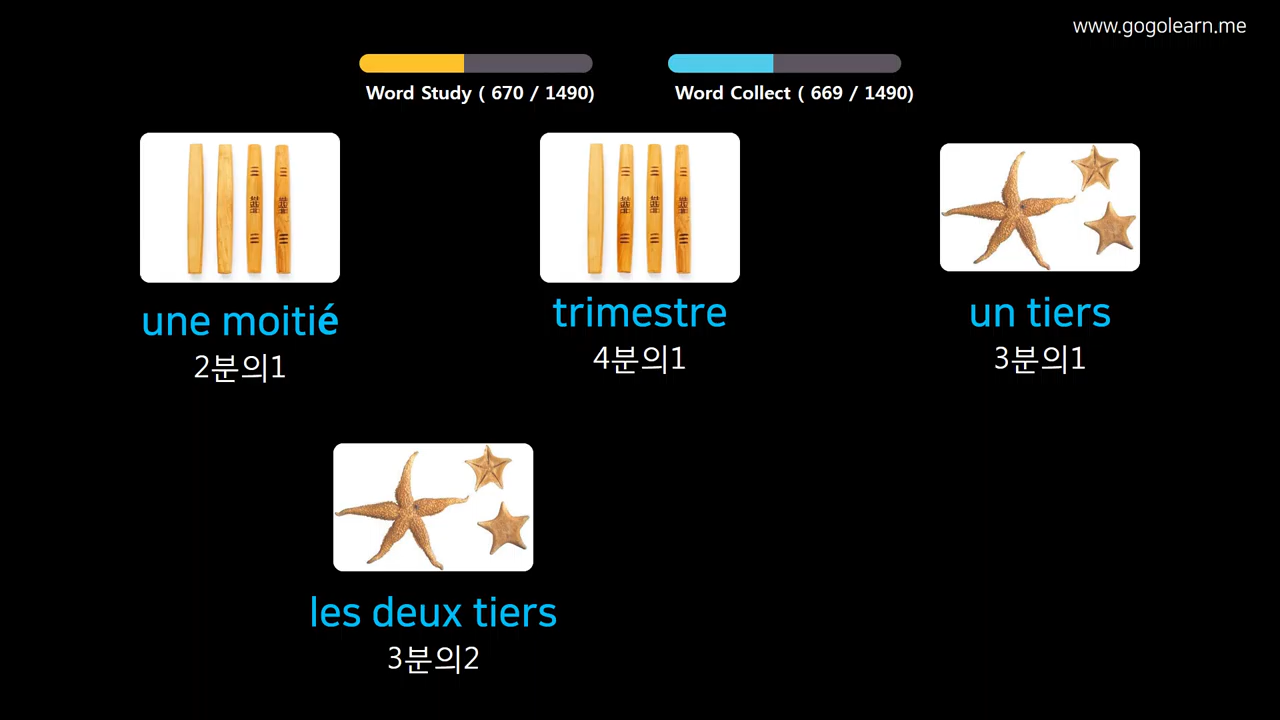 www.gogolearn.me
Word Study ( 670 / 1490)
Word Collect ( 669 / 1490)
une moitié
2분의1
trimestre
4분의1
un tiers
3분의1
les deux tiers
3분의2